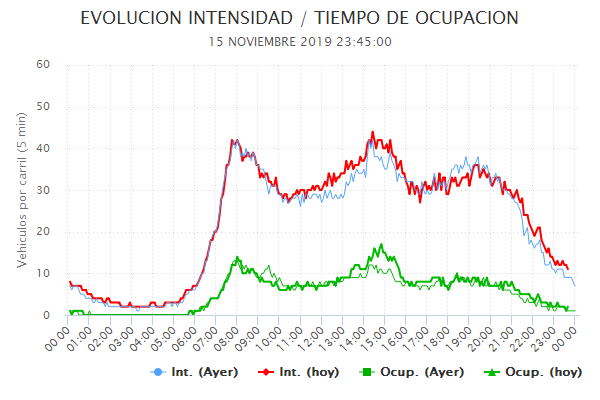 EVOLUCION INTENSIDAD / TIEMPO DE OCUPACION
15 NOVIEMBRE 2019 23:45:00
Vehículos por carril (5 min)
60
50
40
30
20
10
0
00:00 01:00 02:00 03:00 04:00 05:00 06:00 07:00 08:00 09:00 10:00 11:00 12:00 13:00 14:00 15:00 16:00 17:00 18:00 19:00 20:00 21:00 22:00 23:00 00:00
Int. (Ayer) Int. (hoy) Ocup. (Ayer) Ocup. (hoy)